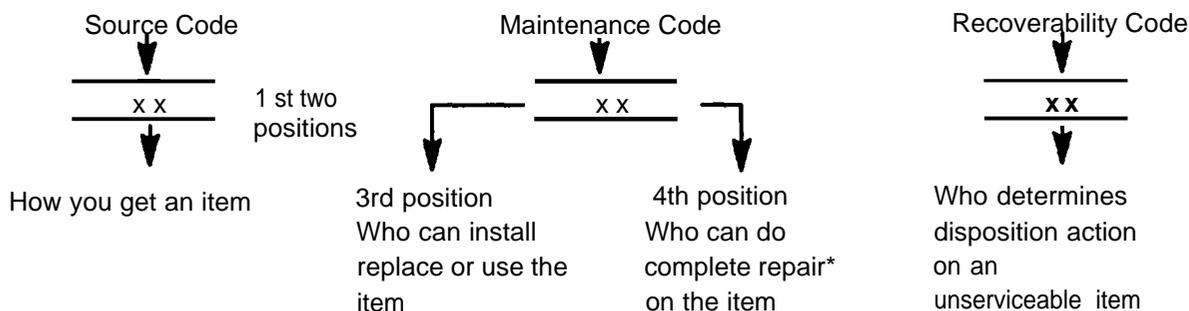 Source Code
Maintenance Code
Recoverability Code
x x
1 st two
positions
x x
x x
How you get an item
3rd position
Who can install
replace or use the
item
4th position
Who can do
complete repair*
on the item
Who determines
disposition action
on an
unserviceable item